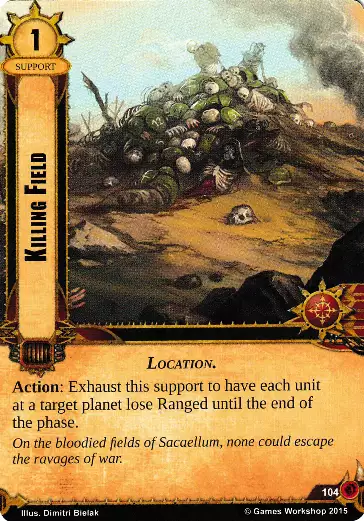 1
SUPPORT
KILLING FIELD
LOCATION.
Action: Exhaust this support to have each unit
at a target planet lose Ranged until the end of
the phase.
On the bloodied fields of Sacaellum, none could escape
the ravages of war.
104
Illus. Dimitri Bielak
© Games Workshop 2015